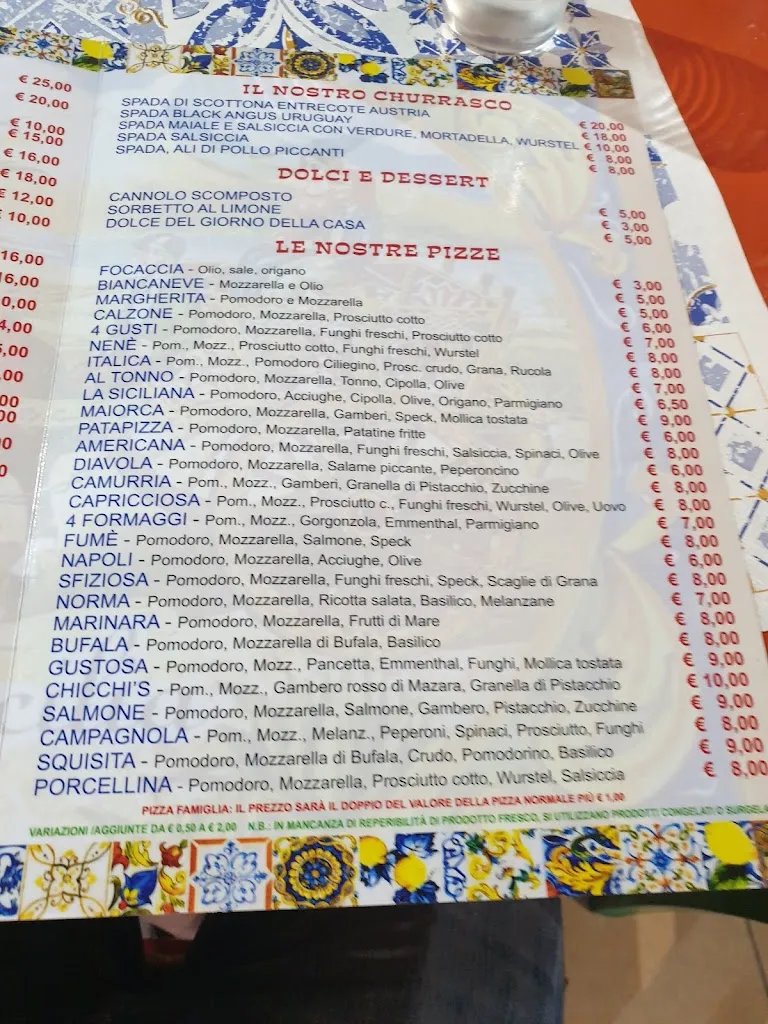 € 25,00
€ 20,00
€ 10,00
€ 15,00
€ 16,00
€ 18,00
€ 12,00
€ 10,00
16,00
16,00
0,00
4,00
5,00
,00
00
00
0
0
IL NOSTRO CHURRASCO
SPADA DI SCOTTONA ENTRECOTE AUSTRIA € 20,00
SPADA BLACK ANGUS URUGUAY € 18,00
SPADA MAIALE E SALSICCIA CON VERDURE, MORTADELLA, WURSTEL € 10,00
SPADA SALSICCIA € 8,00
SPADA, ALI DI POLLO PICCANTI € 8,00
DOLCI E DESSERT
CANNOLO SCOMPOSTO € 5,00
SORBETTO AL LIMONE € 3,00
DOLCE DEL GIORNO DELLA CASA € 5,00
LE NOSTRE PIZZE
FOCACCIA - Olio, sale, origano € 3,00
BIANCANEVE - Mozzarella e Olio € 5,00
MARGHERITA - Pomodoro e Mozzarella € 5,00
CALZONE - Pomodoro, Mozzarella, Prosciutto cotto € 6,00
4 GUSTI - Pomodoro, Mozzarella, Funghi freschi, Prosciutto cotto € 7,00
NENÈ - Pom., Mozz., Prosciutto cotto, Funghi freschi, Wurstel € 8,00
ITALICA - Pom., Mozz., Pomodoro Ciliegino, Prosc. crudo, Grana, Rucola € 8,00
AL TONNO - Pomodoro, Mozzarella, Tonno, Cipolla, Olive € 7,00
LA SICILIANA - Pomodoro, Acciughe, Cipolla, Olive, Origano, Parmigiano € 6,50
MAIORCA - Pomodoro, Mozzarella, Gamberi, Speck, Mollica tostata € 9,00
PATAPIZZA - Pomodoro, Mozzarella, Patatine fritte € 6,00
AMERICANA - Pomodoro, Mozzarella, Funghi freschi, Salsiccia, Spinaci, Olive € 8,00
DIAVOLA - Pomodoro, Mozzarella, Salame piccante, Peperoncino € 6,00
CAMURRIA - Pom., Mozz., Gamberi, Granella di Pistacchio, Zucchine € 8,00
CAPRICCIOSA - Pom., Mozz., Prosciutto c., Funghi freschi, Wurstel, Olive, Uovo € 8,00
4 FORMAGGI - Pom., Mozz., Gorgonzola, Emmenthal, Parmigiano € 7,00
FUMÈ - Pomodoro, Mozzarella, Salmone, Speck € 8,00
NAPOLI - Pomodoro, Mozzarella, Acciughe, Olive € 6,00
SFIZIOSA - Pomodoro, Mozzarella, Funghi freschi, Speck, Scaglie di Grana € 8,00
NORMA - Pomodoro, Mozzarella, Ricotta salata, Basilico, Melanzane € 7,00
MARINARA - Pomodoro, Mozzarella, Frutti di Mare € 8,00
BUFALA - Pomodoro, Mozzarella di Bufala, Basilico € 8,00
GUSTOSA - Pomodoro, Mozz., Pancetta, Emmenthal, Funghi, Mollica tostata € 9,00
CHICCHI'S - Pom., Mozz., Gambero rosso di Mazara, Granella di Pistacchio € 10,00
SALMONE - Pomodoro, Mozzarella, Salmone, Gambero, Pistacchio, Zucchine € 9,00
CAMPAGNOLA - Pom., Mozz., Melanz., Peperoni, Spinaci, Prosciutto, Funghi € 8,00
SQUISITA - Pomodoro, Mozzarella di Bufala, Crudo, Pomodorino, Basilico € 9,00
PORCELLINA - Pomodoro, Mozzarella, Prosciutto cotto, Wurstel, Salsiccia € 8,00
PIZZA FAMIGLIA: IL PREZZO SARÀ IL DOPPIO DEL VALORE DELLA PIZZA NORMALE PIÙ € 1,00
VARIAZIONI /AGGIUNTE DA € 0,50 A € 2,00 N.B.: IN MANCANZA DI REPERIBILITÀ DI PRODOTTO FRESCO, SI UTILIZZANO PRODOTTI CONGELATI O SURGELA